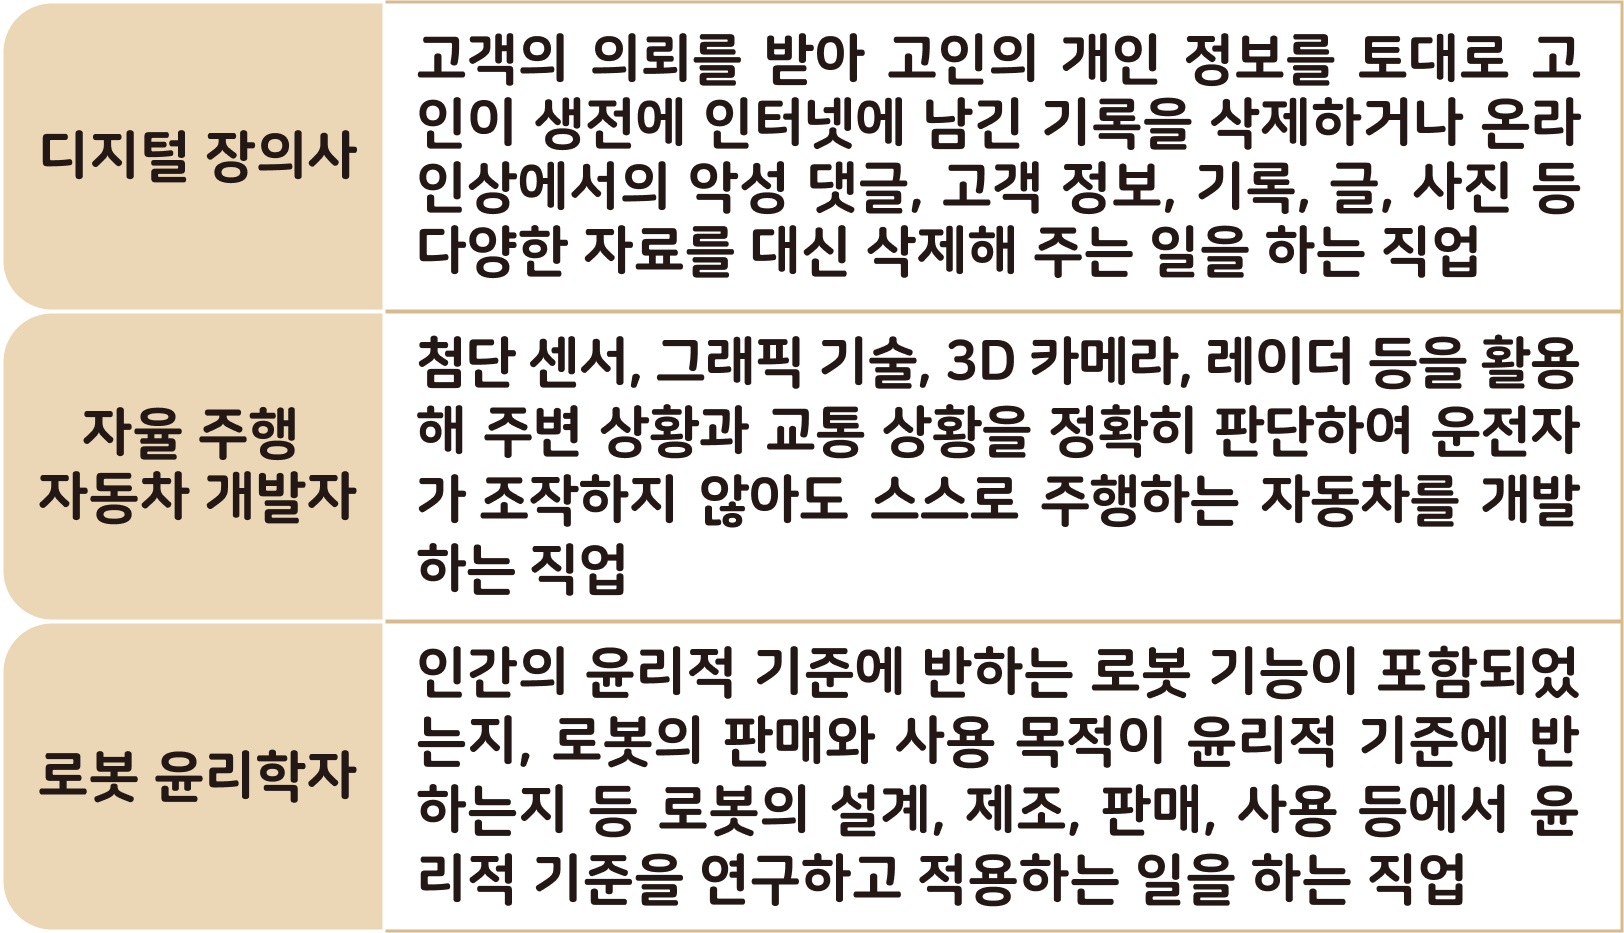 디지털 장의사
고객의 의뢰를 받아 고인의 개인 정보를 토대로 고
인이 생전에 인터넷에 남긴 기록을 삭제하거나 온라
인상에서의 악성 댓글, 고객 정보, 기록, 글, 사진 등
다양한 자료를 대신 삭제해 주는 일을 하는 직업
자율 주행
자동차 개발자
첨단 센서, 그래픽 기술, 3D 카메라, 레이더 등을 활용
해 주변 상황과 교통 상황을 정확히 판단하여 운전자
가 조작하지 않아도 스스로 주행하는 자동차를 개발
하는 직업
로봇 윤리학자
인간의 윤리적 기준에 반하는 로봇 기능이 포함되었
는지, 로봇의 판매와 사용 목적이 윤리적 기준에 반
하는지 등 로봇의 설계, 제조, 판매, 사용 등에서 윤
리적 기준을 연구하고 적용하는 일을 하는 직업